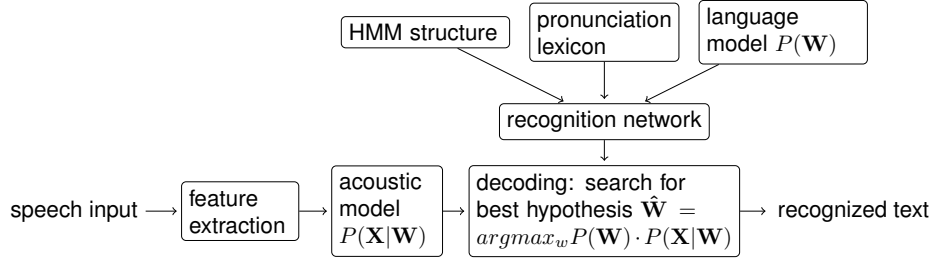 HMM structure
pronunciation
lexicon
language
model P(W)
recognition network
speech input
feature
extraction
acoustic
model
P(X|W)
decoding: search for
best hypothesis Ŵ =
argmax_w P(W) · P(X|W)
recognized text